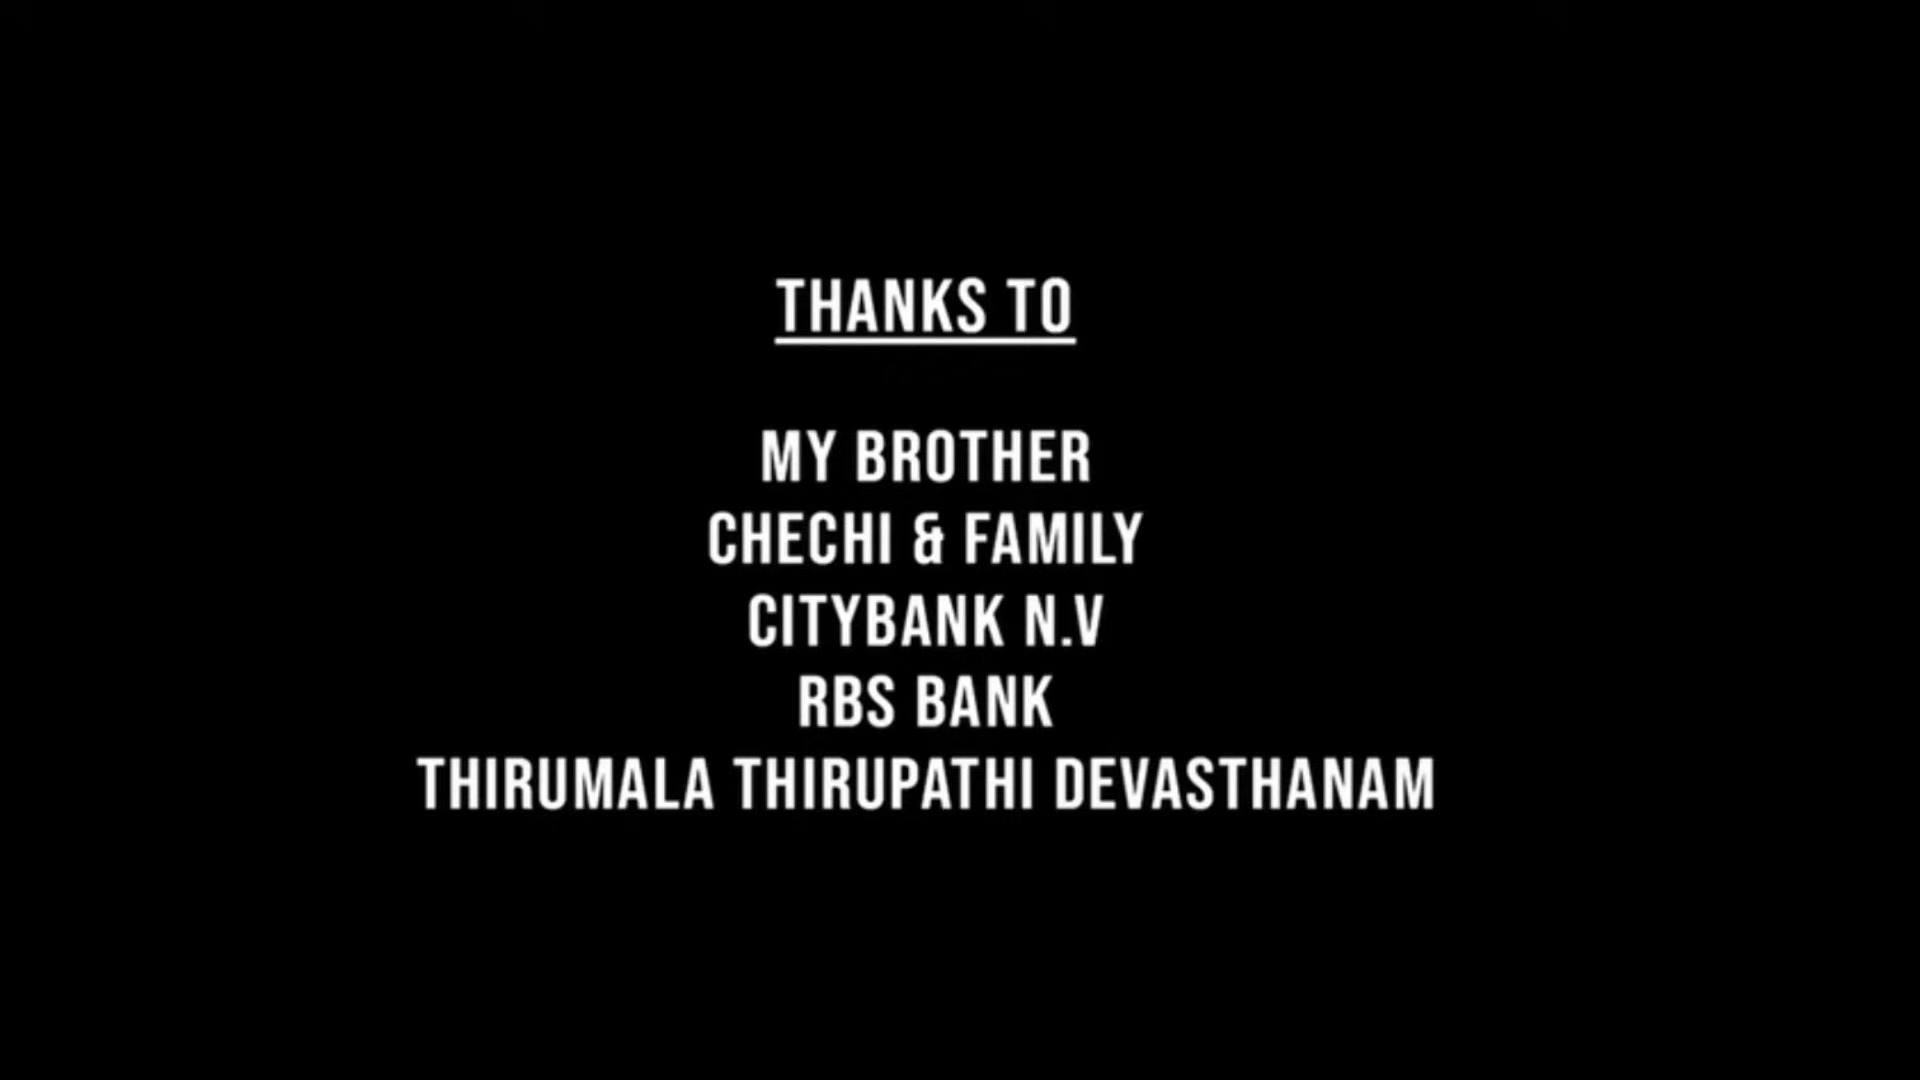 THANKS TO
MY BROTHER
CHECHI & FAMILY
CITYBANK N.V
RBS BANK
THIRUMALA THIRUPATHI DEVASTHANAM